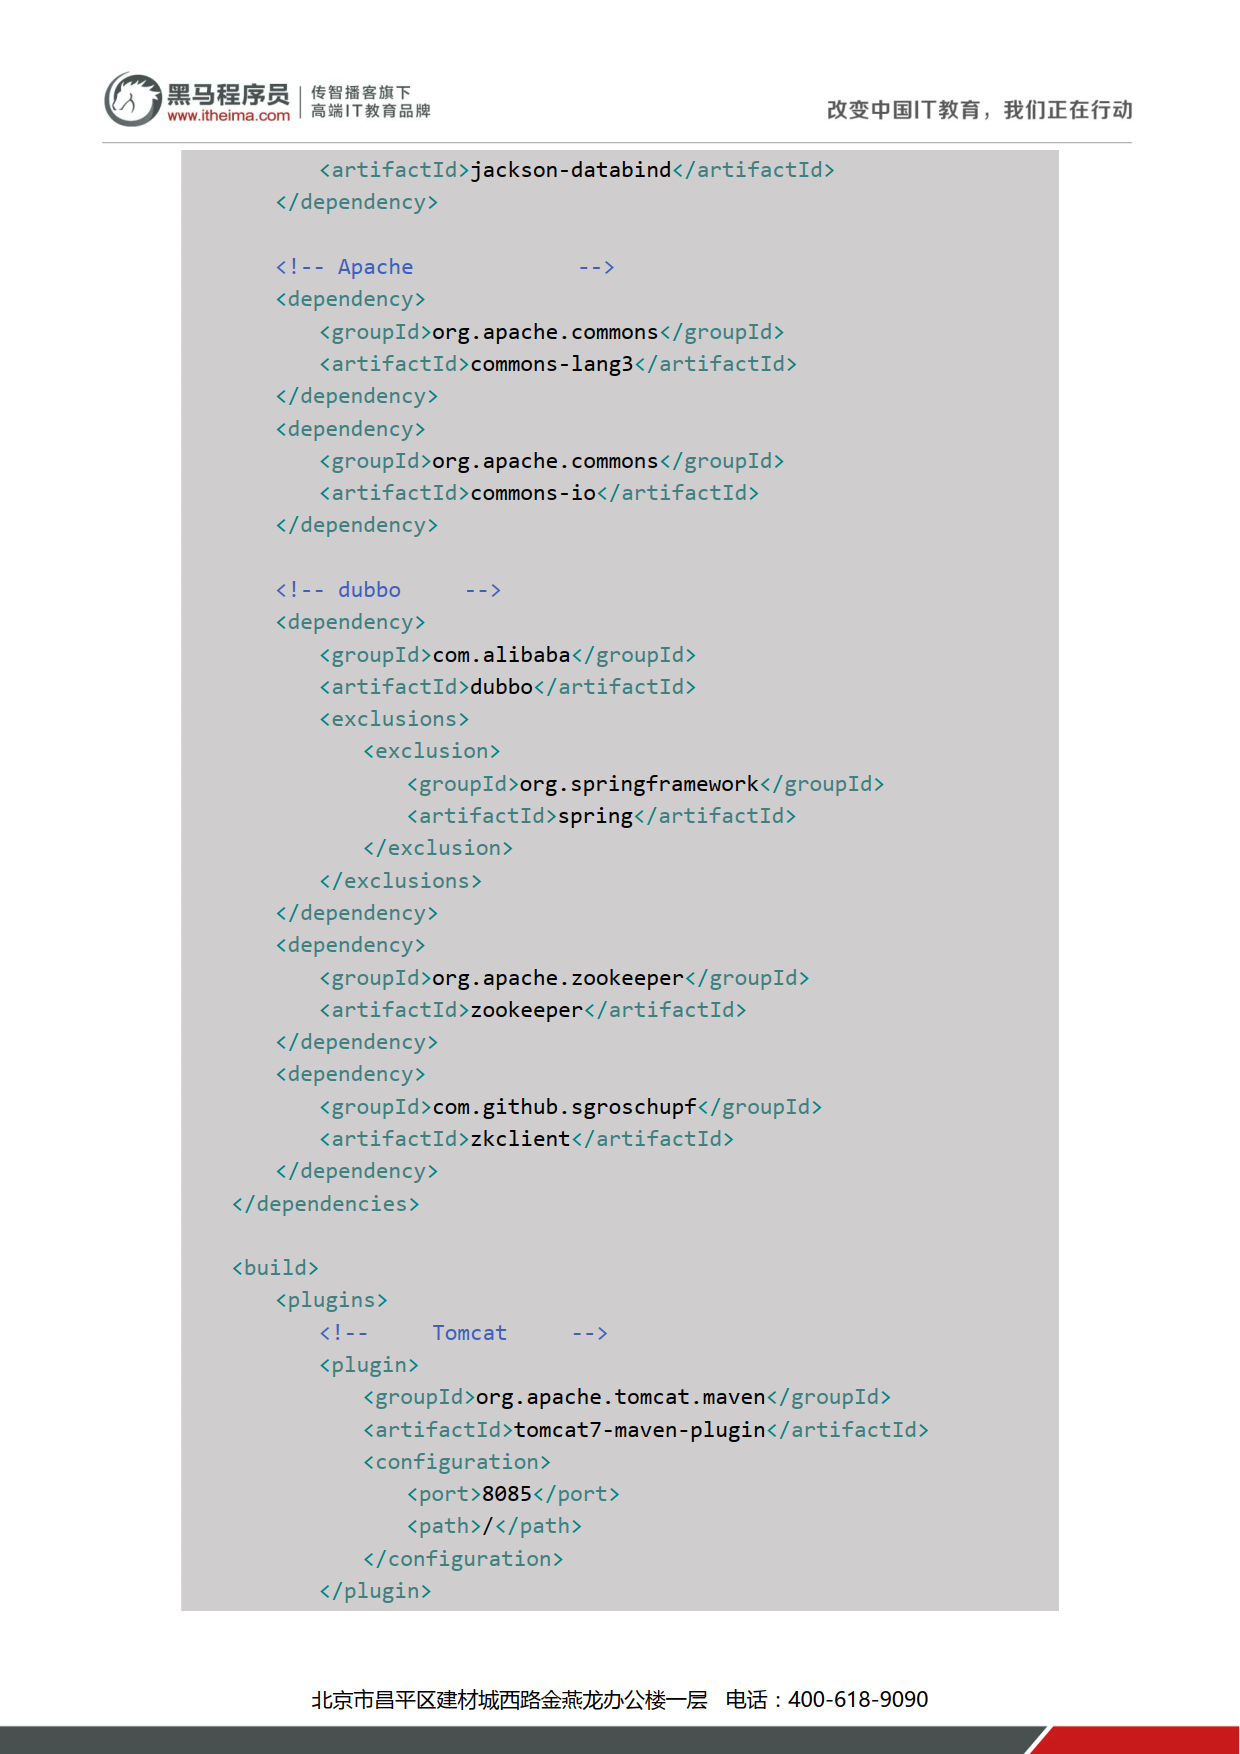 黑马程序员
www.itheima.com
传智播客旗下
高端IT教育品牌
改变中国IT教育，我们正在行动
<artifactId>jackson-databind</artifactId>
</dependency>
<!-- Apache -->
<dependency>
<groupId>org.apache.commons</groupId>
<artifactId>commons-lang3</artifactId>
</dependency>
<dependency>
<groupId>org.apache.commons</groupId>
<artifactId>commons-io</artifactId>
</dependency>
<!-- dubbo -->
<dependency>
<groupId>com.alibaba</groupId>
<artifactId>dubbo</artifactId>
<exclusions>
<exclusion>
<groupId>org.springframework</groupId>
<artifactId>spring</artifactId>
</exclusion>
</exclusions>
</dependency>
<dependency>
<groupId>org.apache.zookeeper</groupId>
<artifactId>zookeeper</artifactId>
</dependency>
<dependency>
<groupId>com.github.sgroschupf</groupId>
<artifactId>zkclient</artifactId>
</dependency>
</dependencies>
<build>
<plugins>
<!-- Tomcat -->
<plugin>
<groupId>org.apache.tomcat.maven</groupId>
<artifactId>tomcat7-maven-plugin</artifactId>
<configuration>
<port>8085</port>
<path>/</path>
</configuration>
</plugin>
北京市昌平区建材城西路金燕龙办公楼一层 电话：400-618-9090